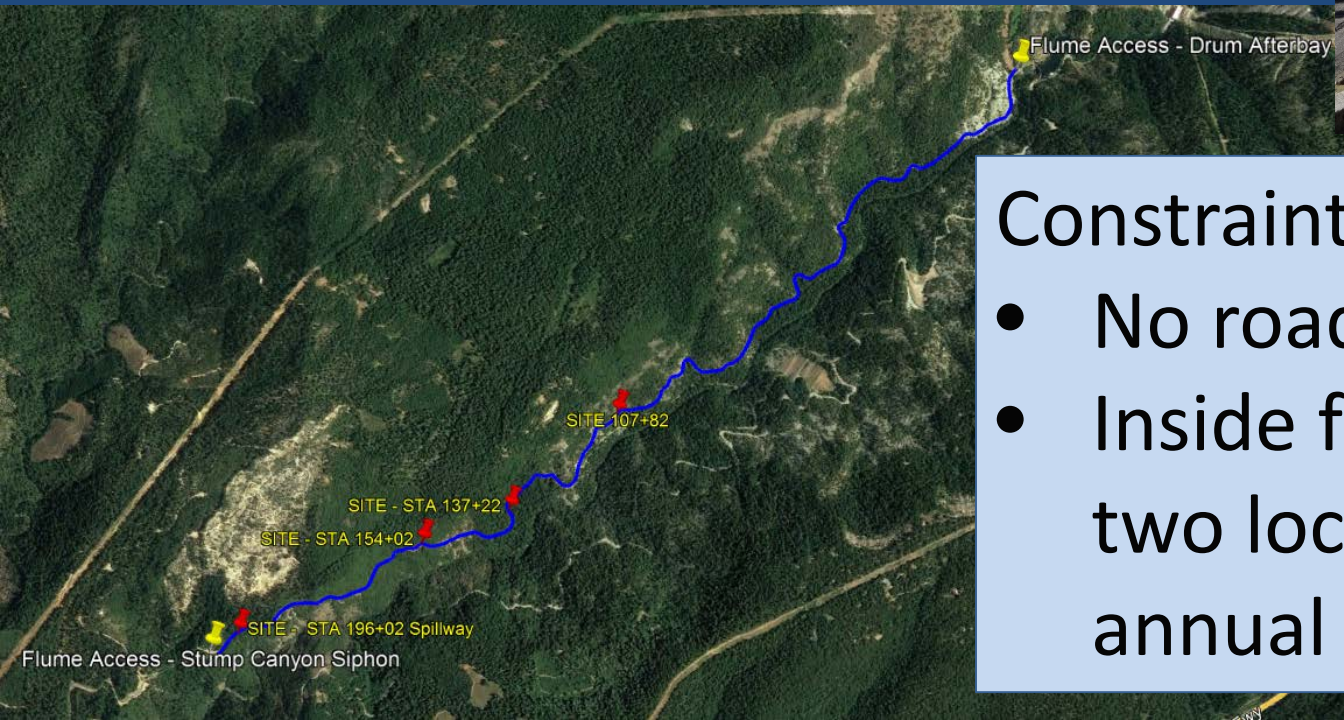 Flume Access - Drum Afterbay
Constraint
• No road
• Inside f
two loc
annual
SITE 107+82
SITE - STA 137+22
SITE - STA 154+02
SITE - STA 196+02 Spillway
Flume Access - Stump Canyon Siphon
wy